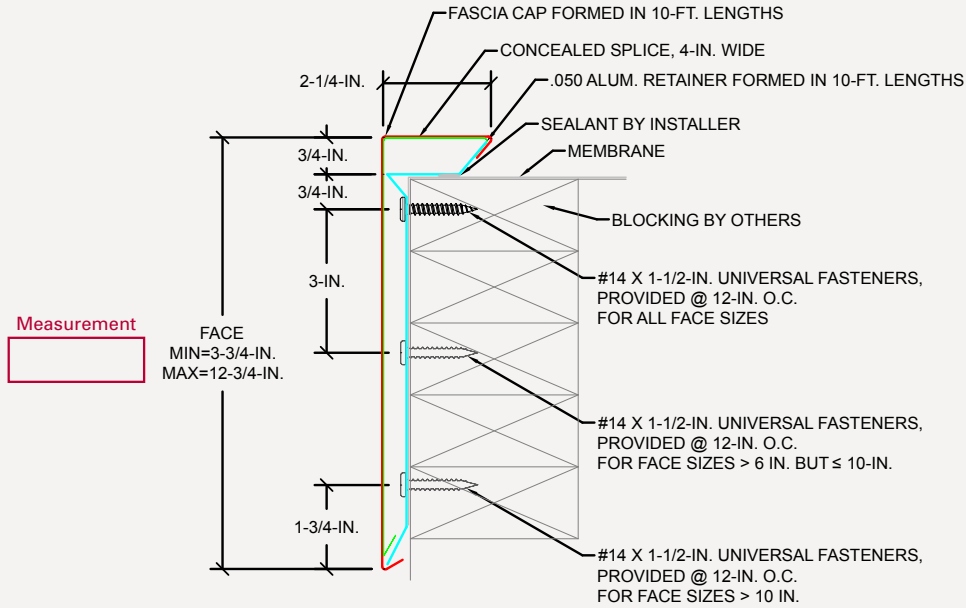 FASCIA CAP FORMED IN 10-FT. LENGTHS
CONCEALED SPLICE, 4-IN. WIDE
2-1/4-IN.
.050 ALUM. RETAINER FORMED IN 10-FT. LENGTHS
SEALANT BY INSTALLER
3/4-IN.
MEMBRANE
3/4-IN.
BLOCKING BY OTHERS
3-IN.
#14 X 1-1/2-IN. UNIVERSAL FASTENERS,
PROVIDED @ 12-IN. O.C.
FOR ALL FACE SIZES
Measurement
FACE
MIN=3-3/4-IN.
MAX=12-3/4-IN.
#14 X 1-1/2-IN. UNIVERSAL FASTENERS,
PROVIDED @ 12-IN. O.C.
FOR FACE SIZES > 6 IN. BUT ≤ 10-IN.
1-3/4-IN.
#14 X 1-1/2-IN. UNIVERSAL FASTENERS,
PROVIDED @ 12-IN. O.C.
FOR FACE SIZES > 10 IN.